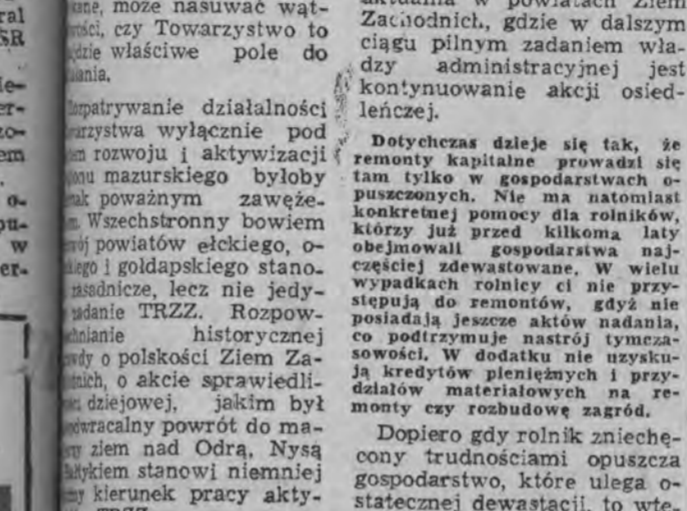 ral
SR
może nasuwać wąt-
czy Towarzystwo to
właściwe pole do
działalności
wyłącznie pod
rozwoju i aktywizacji
mazurskiego byłoby
poważnym zawęże-
Wszechstronny bowiem
powiatów ełckiego, o-
i gołdapskiego stano-
lecz nie jedy-
TRZZ. Rozpow-
historycznej
o polskości Ziem Za-
o akcie sprawiedli-
dziejowej, jakim był
powrót do ma-
ziem nad Odrą, Nysą
stanowi niemniej
kierunek pracy akty-
w powiatach Ziem
Zachodnich, gdzie w dalszym
ciągu pilnym zadaniem wła-
dzy administracyjnej jest
kontynuowanie akcji osied-
leńczej.
Dotychczas dzieje się tak, że
remonty kapitalne prowadzi się
tam tylko w gospodarstwach o-
puszczonych. Nie ma natomiast
konkretnej pomocy dla rolników,
którzy już przed kilkoma laty
obejmowali gospodarstwa naj-
częściej zdewastowane. W wielu
wypadkach rolnicy ci nie przy-
stępują do remontów, gdyż nie
posiadają jeszcze aktów nadania,
co podtrzymuje nastrój tymcza-
sowości. W dodatku nie uzysku-
ją kredytów pieniężnych i przy-
działów materiałowych na re-
monty czy rozbudowę zagród.
Dopiero gdy rolnik zniechę-
cony trudnościami opuszcza
gospodarstwo, które ulega o-
statecznej dewastacji, to wte-